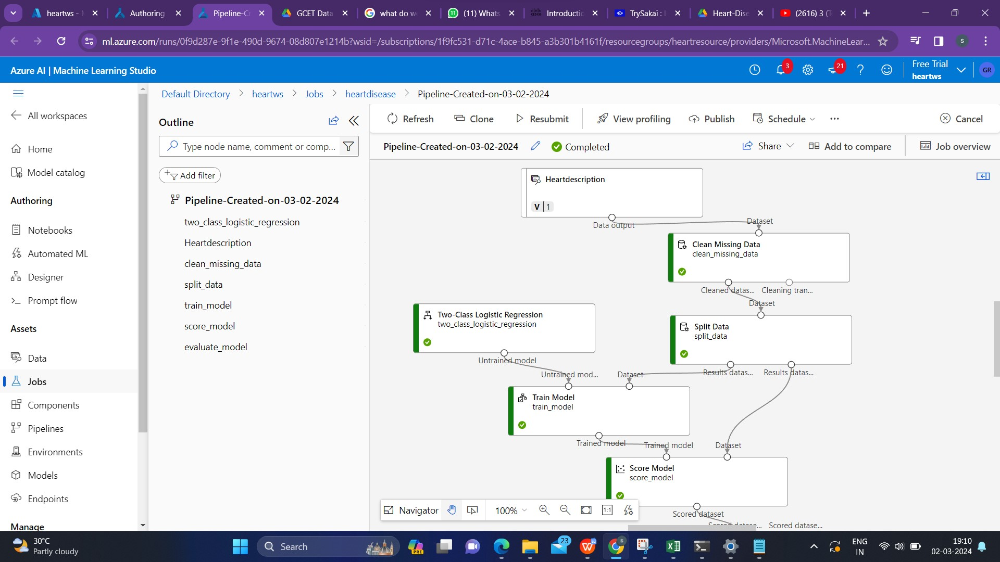 heartws - M
Authoring
Pipeline-C
GCET Data
what do w
(11) Whats
Introductio
TrySakai :
Heart-Dise
(2616) 3 (T
ml.azure.com/runs/0f9d287e-9f1e-490d-9674-08d807e1214b?wsid=/subscriptions/1f9fc531-d71c-4ace-b845-a3b301b4161f/resourcegroups/heartresource/providers/Microsoft.MachineLear...
S
Azure AI | Machine Learning Studio
3
21
Free Trial
heartws
GR
All workspaces
Home
Model catalog
Authoring
Notebooks
Automated ML
Designer
Prompt flow
Assets
Data
Jobs
Components
Pipelines
Environments
Models
Endpoints
Manage
Default Directory > heartws > Jobs > heartdisease > Pipeline-Created-on-03-02-2024
Outline
Type node name, comment or comp...
Add filter
Pipeline-Created-on-03-02-2024
two_class_logistic_regression
Heartdescription
clean_missing_data
split_data
train_model
score_model
evaluate_model
Refresh
Clone
Resubmit
View profiling
Publish
Schedule
Cancel
Pipeline-Created-on-03-02-2024
Completed
Share
Add to compare
Job overview
Heartdescription
V | 1
Data output
Dataset
Clean Missing Data
clean_missing_data
Cleaned datas...
Cleaning tran...
Dataset
Two-Class Logistic Regression
two_class_logistic_regression
Untrained model
Split Data
split_data
Results datas...
Results datas...
Untrained mod...
Dataset
Train Model
train_model
Trained model
Trained model
Dataset
Score Model
score_model
Scored dataset
Scored datase...
Scored datase...
Navigator
100%
1:1
30°C
Partly cloudy
Search
PRE
23
S
ENG
IN
19:10
02-03-2024